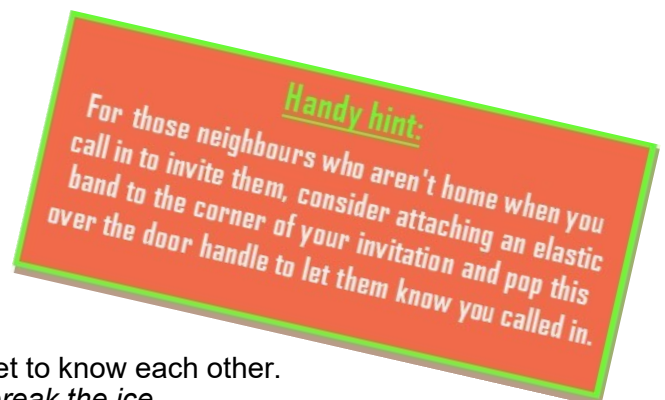 Handy hint:
For those neighbours who aren't home when you
call in to invite them, consider attaching an elastic
band to the corner of your invitation and pop this
over the door handle to let them know you called in.
to know each other.
the ice